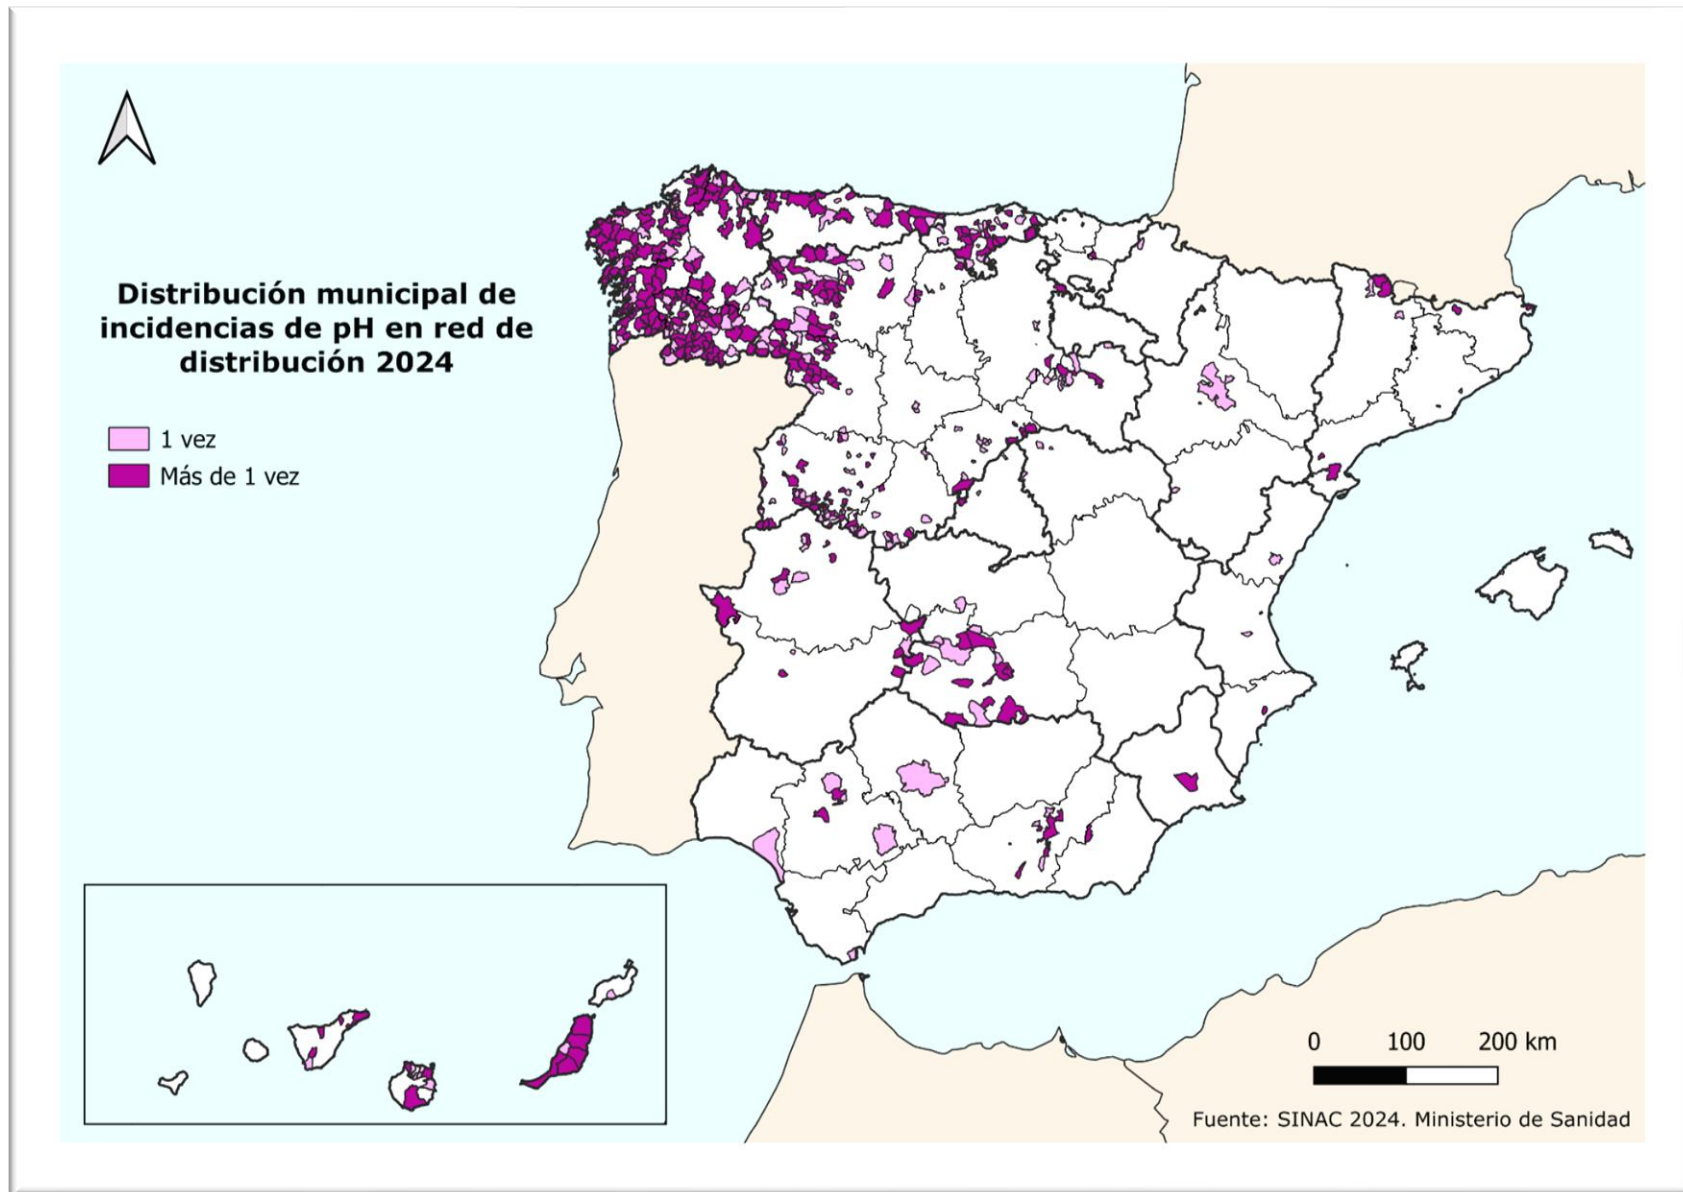 Distribución municipal de
incidencias de pH en red de
distribución 2024
1 vez
Más de 1 vez
0 100 200 km
Fuente: SINAC 2024. Ministerio de Sanidad